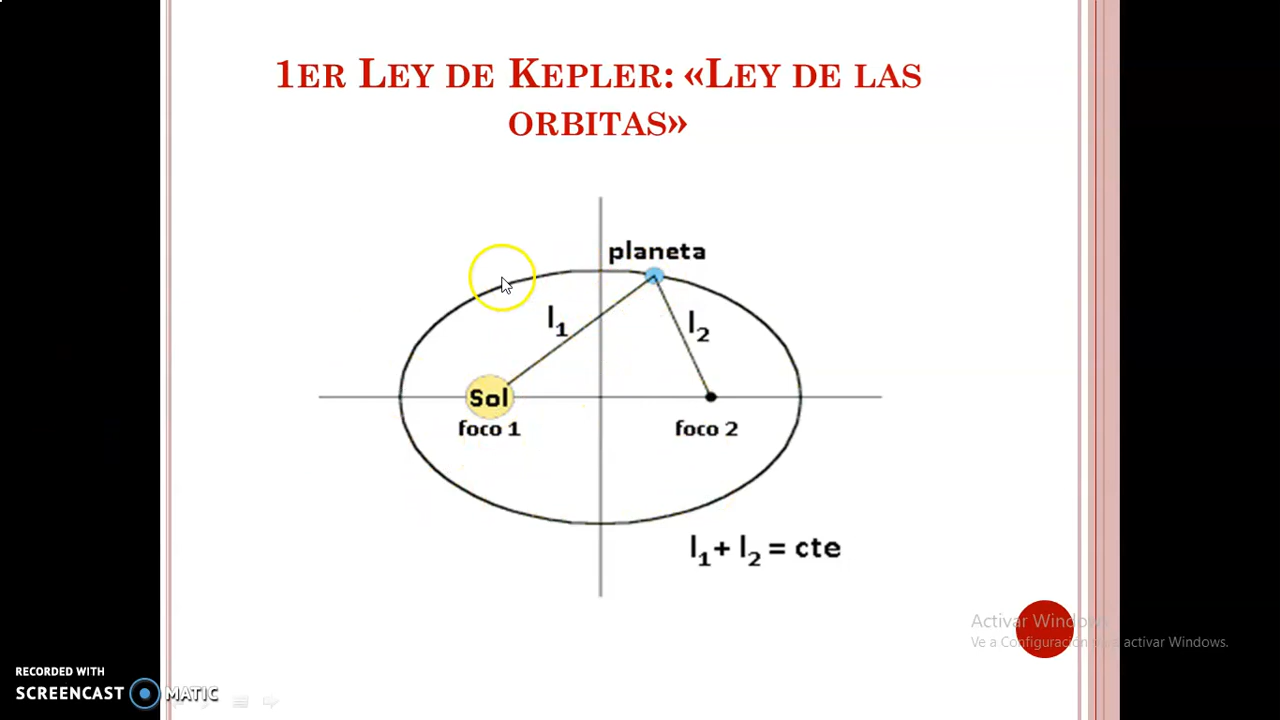 1ER LEY DE KEPLER: «LEY DE LAS
ORBITAS»
planeta
l1
l2
Sol
foco 1
foco 2
l1+ l2 = cte
Activar Windows
Ve a Configuración para activar Windows.
RECORDED WITH
SCREENCAST MATIC